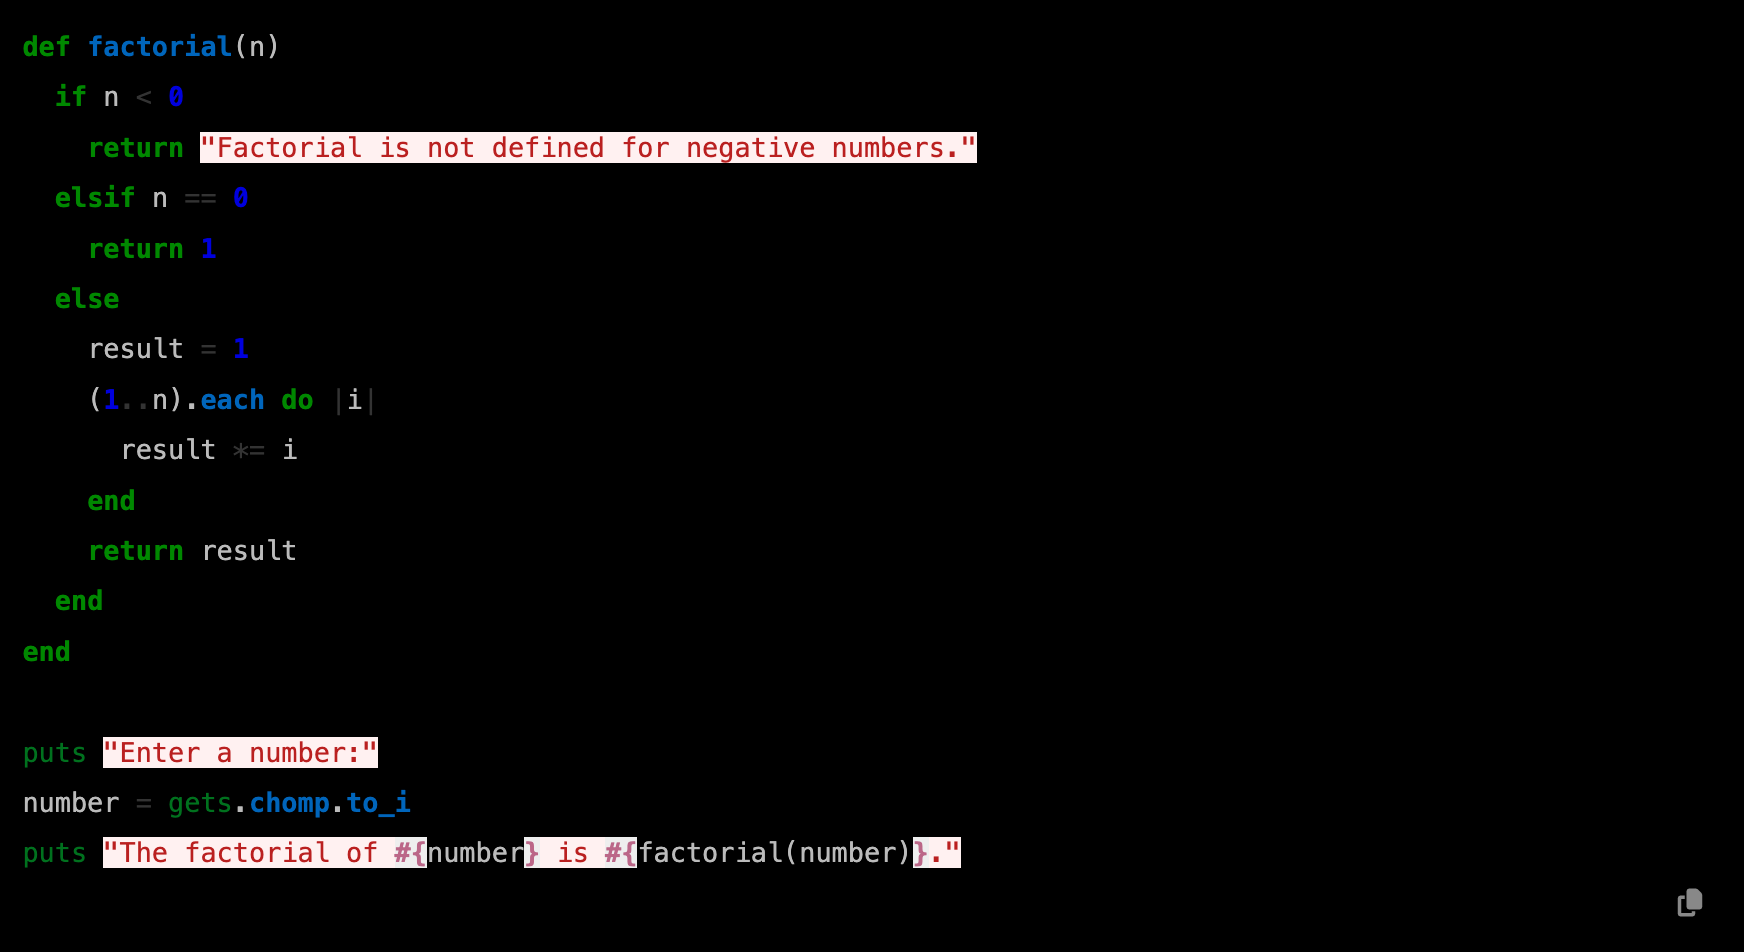 def factorial(n)
  if n < 0
    return "Factorial is not defined for negative numbers."
  elsif n == 0
    return 1
  else
    result = 1
    (1..n).each do |i|
      result *= i
    end
    return result
  end
end

puts "Enter a number:"
number = gets.chomp.to_i
puts "The factorial of #{number} is #{factorial(number)}."